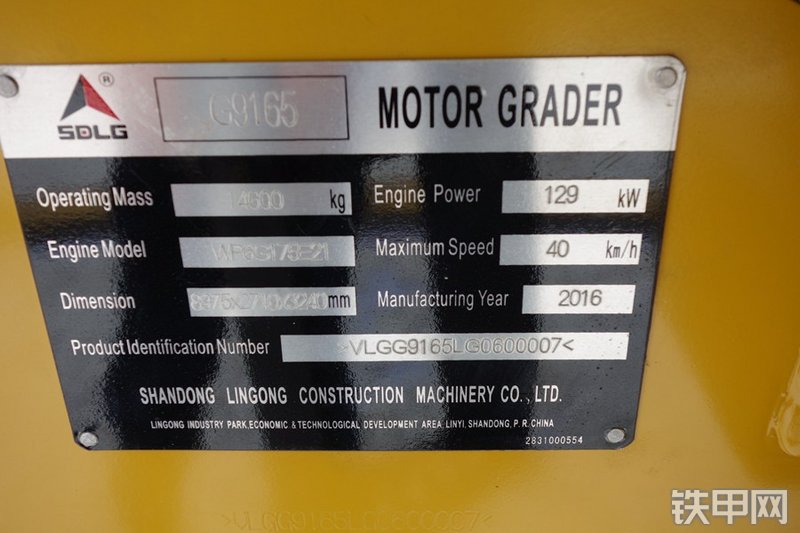 SDLG ® G9165 MOTOR GRADER
Operating Mass 14600 kg Engine Power 129 kW
Engine Model WP6G175E21 Maximum Speed 40 km/h
Dimension mm Manufacturing Year 2016
Product Identification Number >VLGG9165LG0600007<
SHANDONG LINGONG CONSTRUCTION MACHINERY CO., LTD.
LINGONG INDUSTRY PARK,ECONOMIC & TECHNOLOGICAL DEVELOPMENT AREA LINYI, SHANDONG, P. R. CHINA
2831000554
>VLGG9165LG0600007<
铁甲网